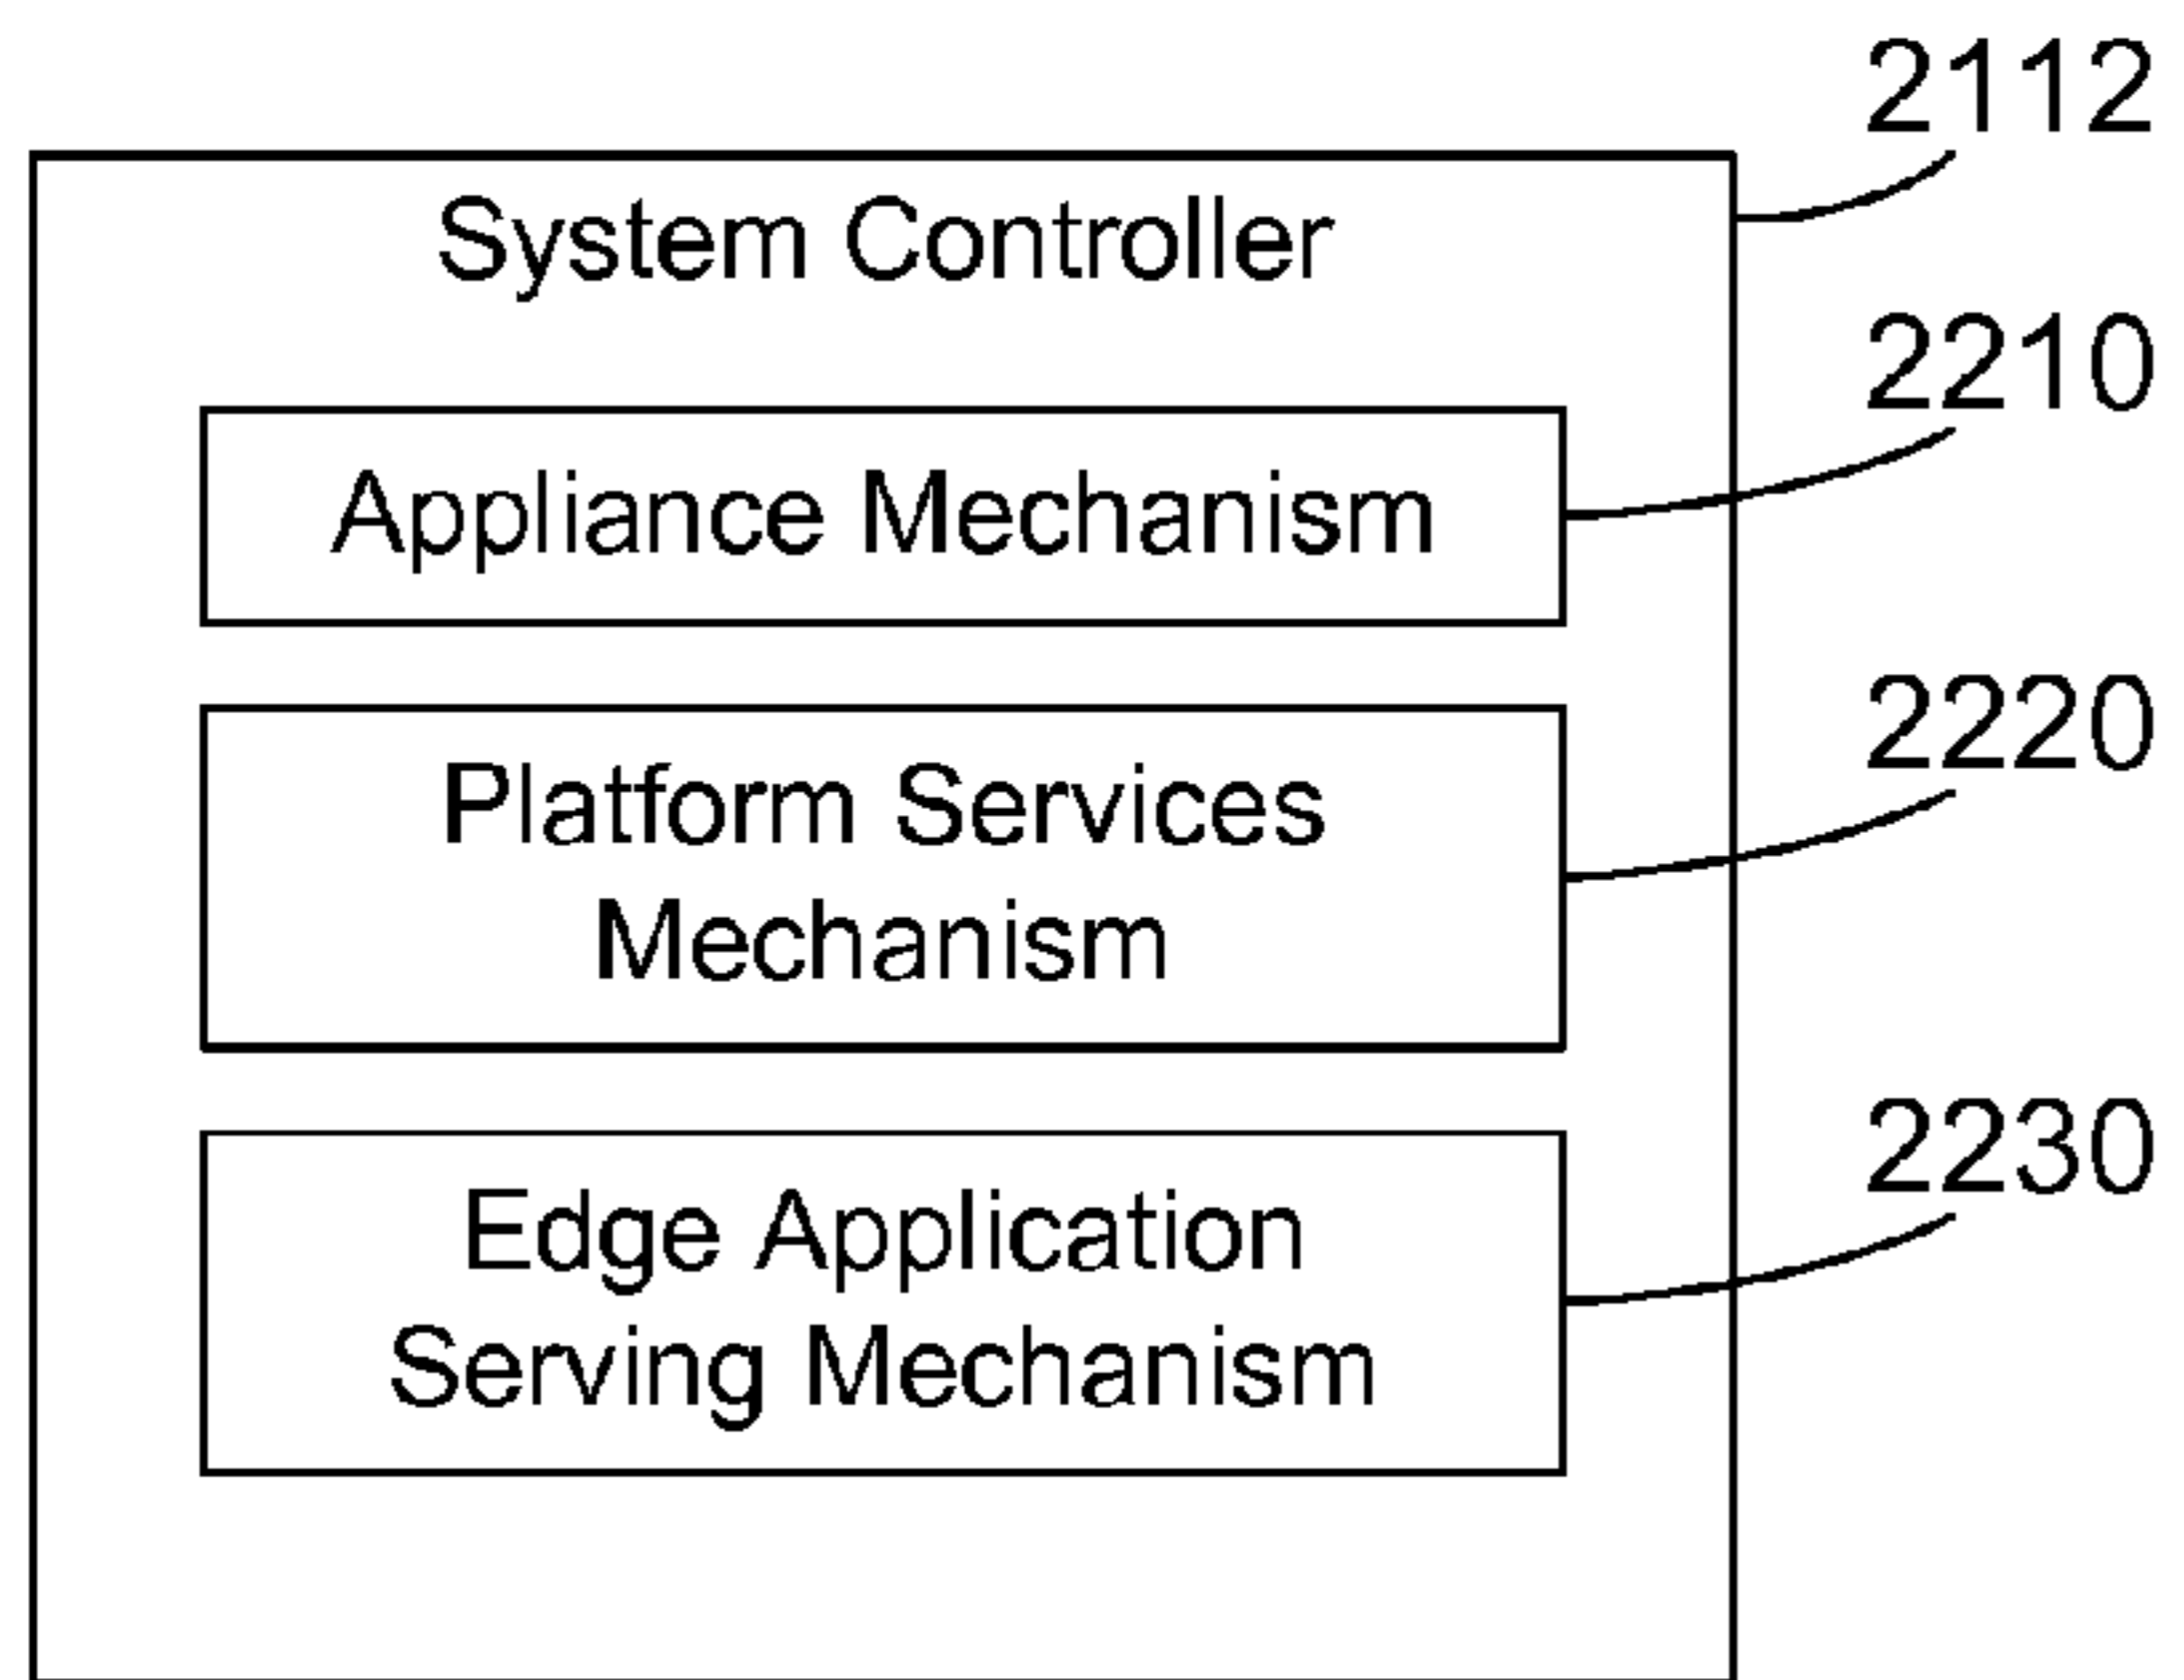 2112
System Controller
2210
Appliance Mechanism
2220
Platform Services
Mechanism
2230
Edge Application
Serving Mechanism